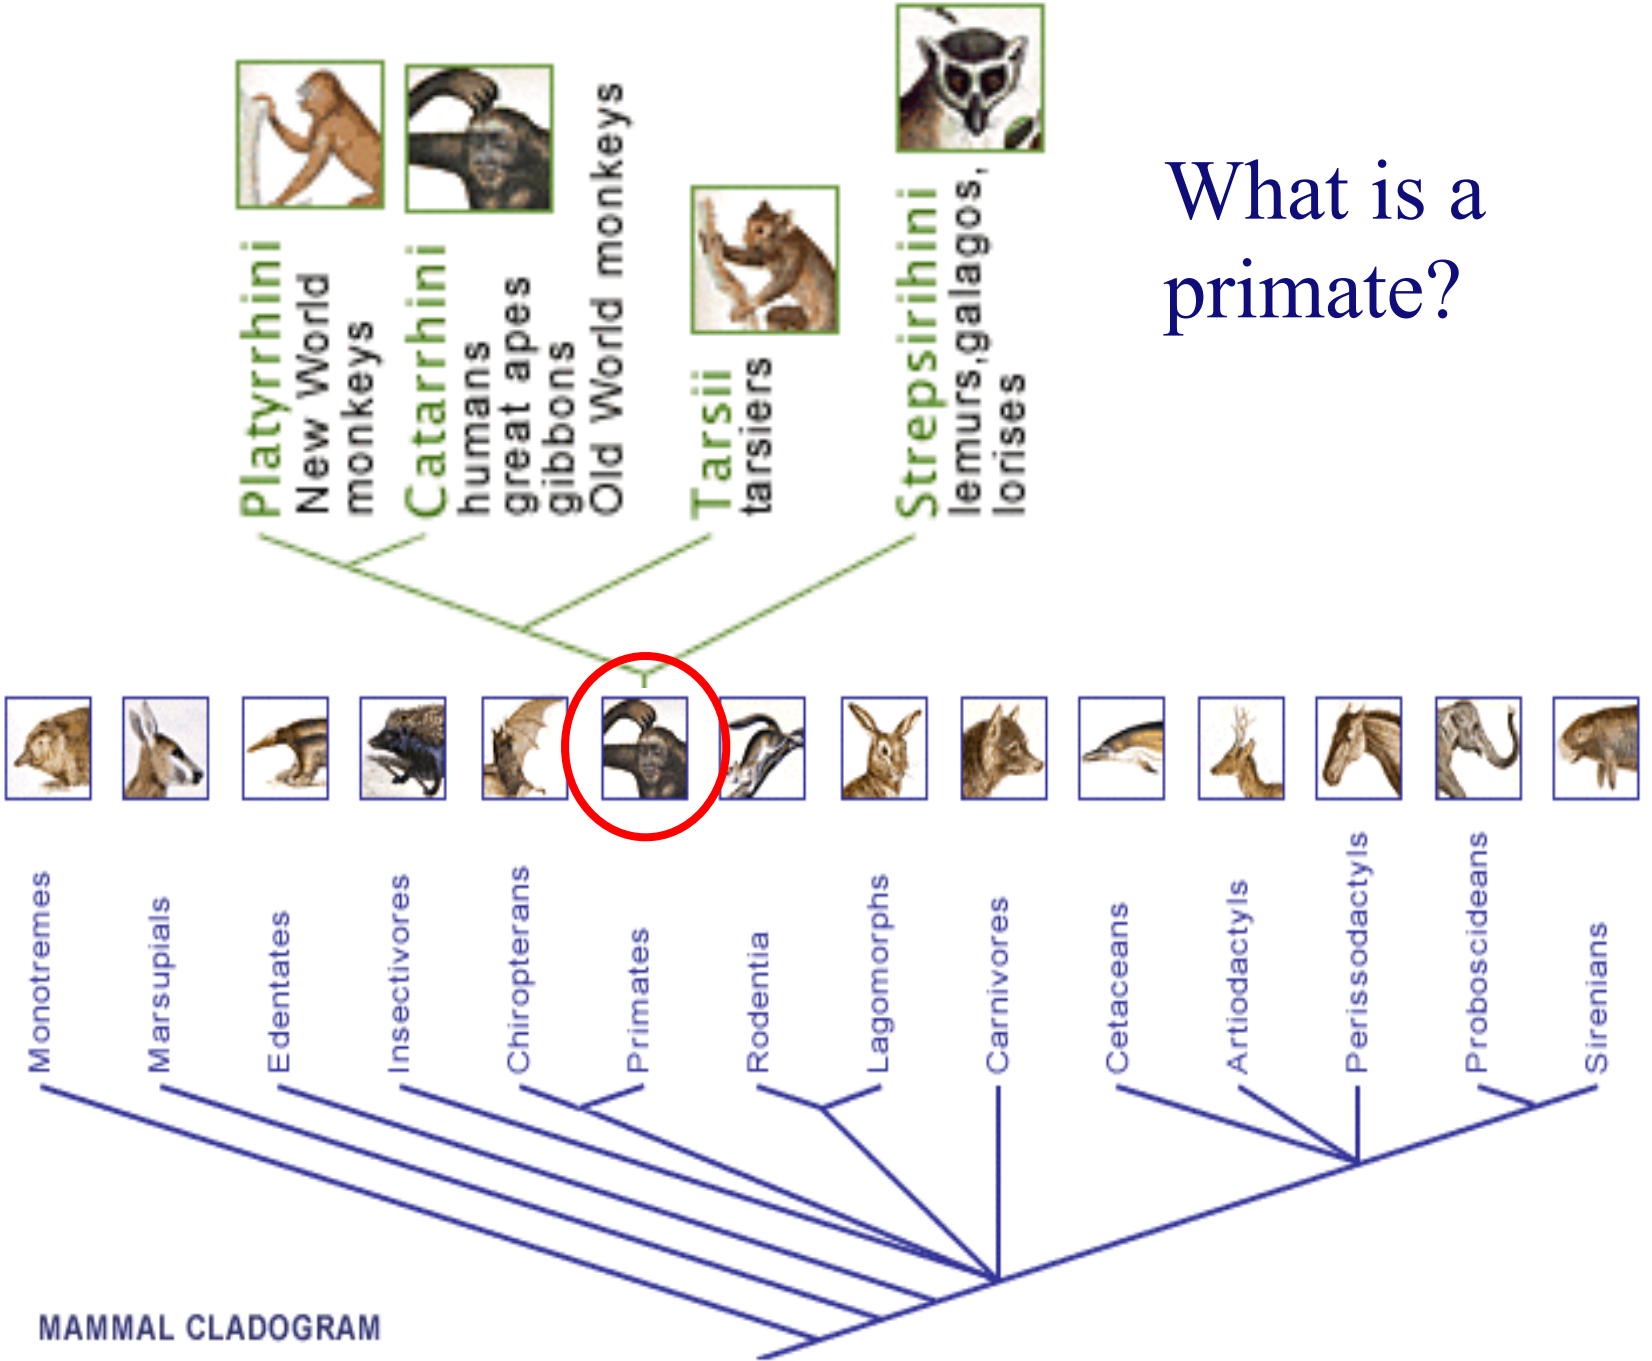 What is a
primate?
Platyrrhini
New World
monkeys
Catarrhini
humans
great apes
gibbons
Old World monkeys
Tarsii
tarsiers
Strepsirihini
lemurs,galagos,
lorises
Monotremes
Marsupials
Edentates
Insectivores
Chiropterans
Primates
Rodentia
Lagomorphs
Carnivores
Cetaceans
Artiodactyls
Perissodactyls
Proboscideans
Sirenians
MAMMAL CLADOGRAM